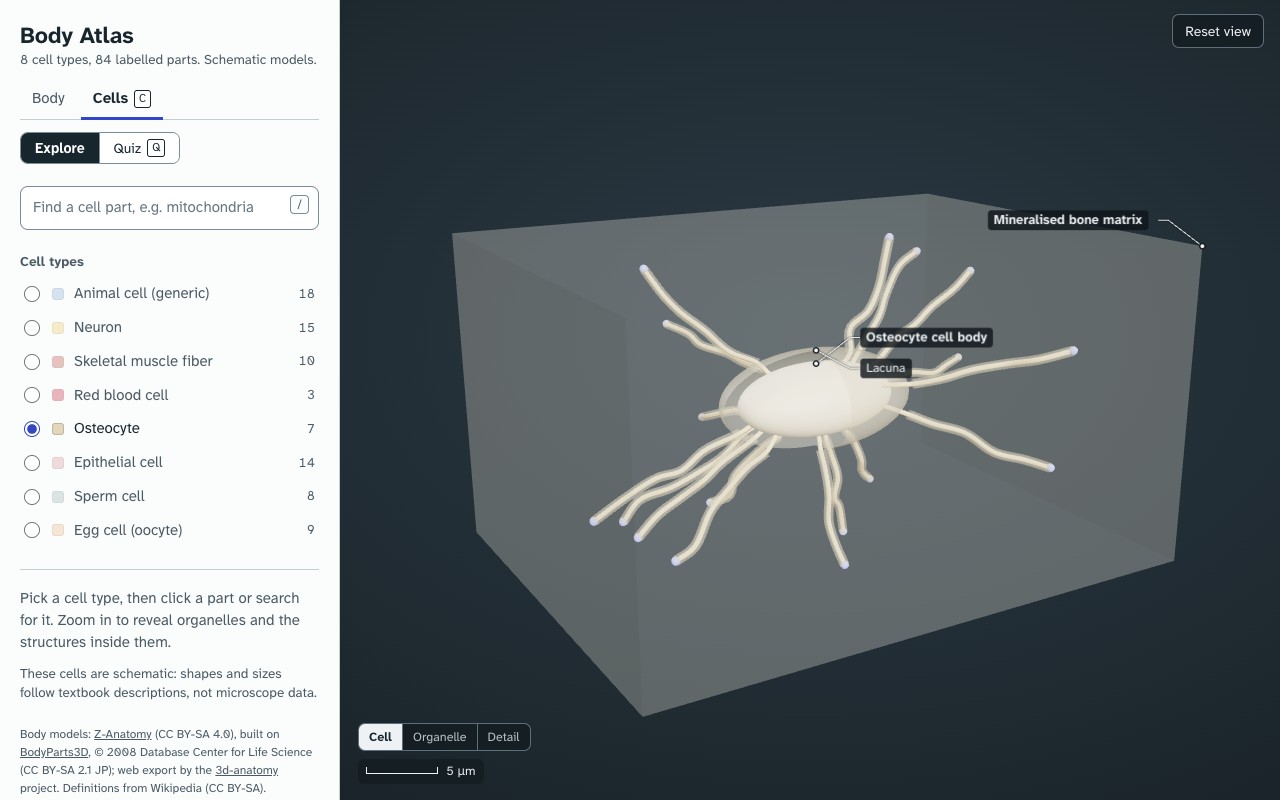 Body Atlas
8 cell types, 84 labelled parts. Schematic models.
Body
Cells C
Explore
Quiz Q
Find a cell part, e.g. mitochondria /
Cell types
Animal cell (generic) 18
Neuron 15
Skeletal muscle fiber 10
Red blood cell 3
Osteocyte 7
Epithelial cell 14
Sperm cell 8
Egg cell (oocyte) 9
Pick a cell type, then click a part or search
for it. Zoom in to reveal organelles and the
structures inside them.
These cells are schematic: shapes and sizes
follow textbook descriptions, not microscope data.
Body models: Z-Anatomy (CC BY-SA 4.0), built on
BodyParts3D, © 2008 Database Center for Life Science
(CC BY-SA 2.1 JP); web export by the 3d-anatomy
project. Definitions from Wikipedia (CC BY-SA).
Reset view
Mineralised bone matrix
Osteocyte cell body
Lacuna
Cell
Organelle
Detail
5 µm